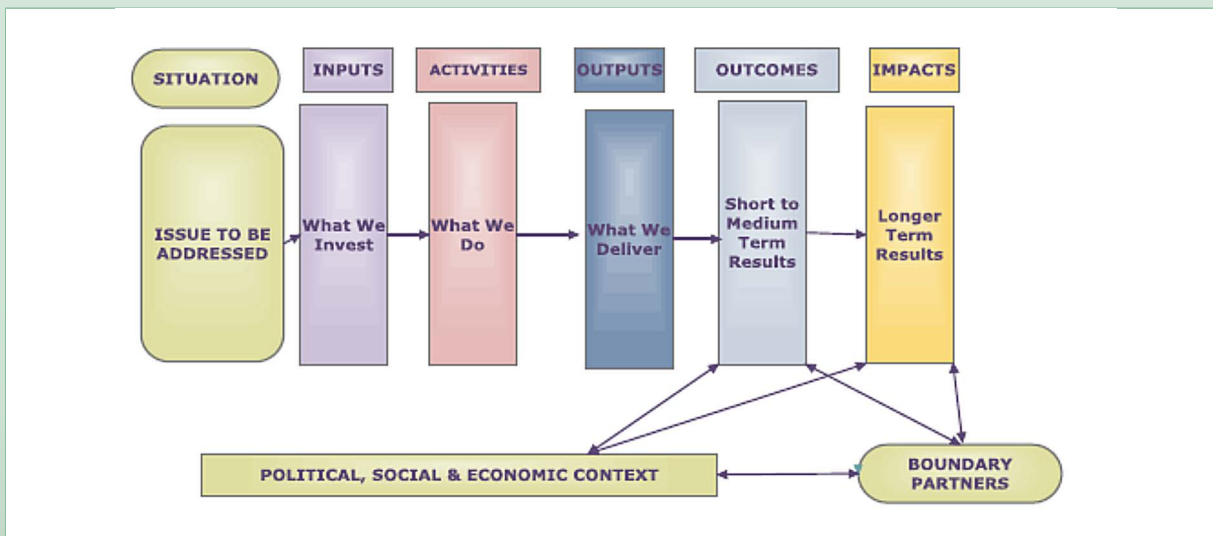 SITUATION
INPUTS
ACTIVITIES
OUTPUTS
OUTCOMES
IMPACTS
ISSUE TO BE
ADDRESSED
What We
Invest
What We
Do
What We
Deliver
Short to
Medium
Term
Results
Longer
Term
Results
POLITICAL, SOCIAL & ECONOMIC CONTEXT
BOUNDARY
PARTNERS